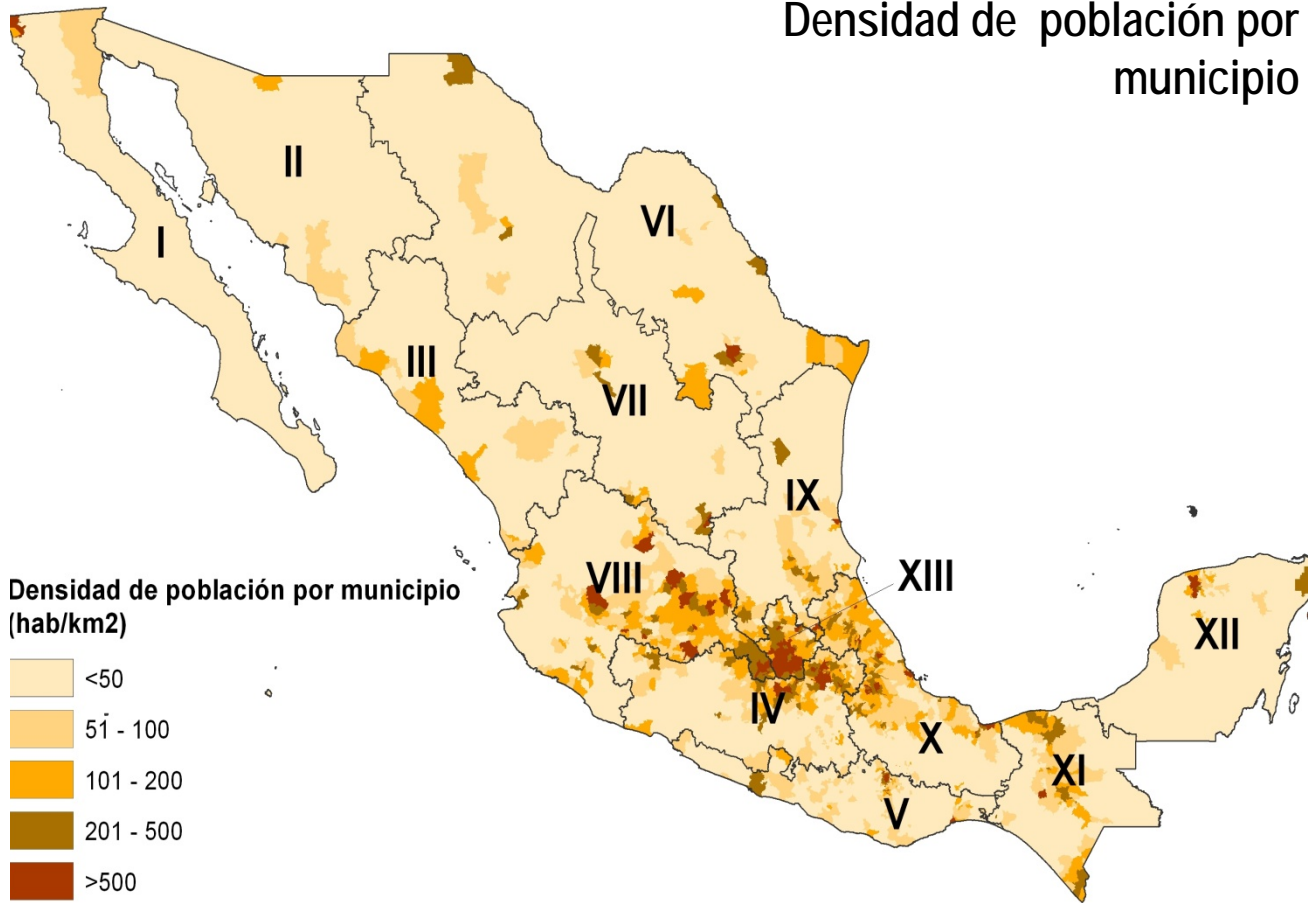 Densidad de población por
municipio
I
II
III
IV
V
VI
VII
VIII
IX
X
XI
XII
XIII
Densidad de población por municipio
(hab/km2)
<50
51 - 100
101 - 200
201 - 500
>500